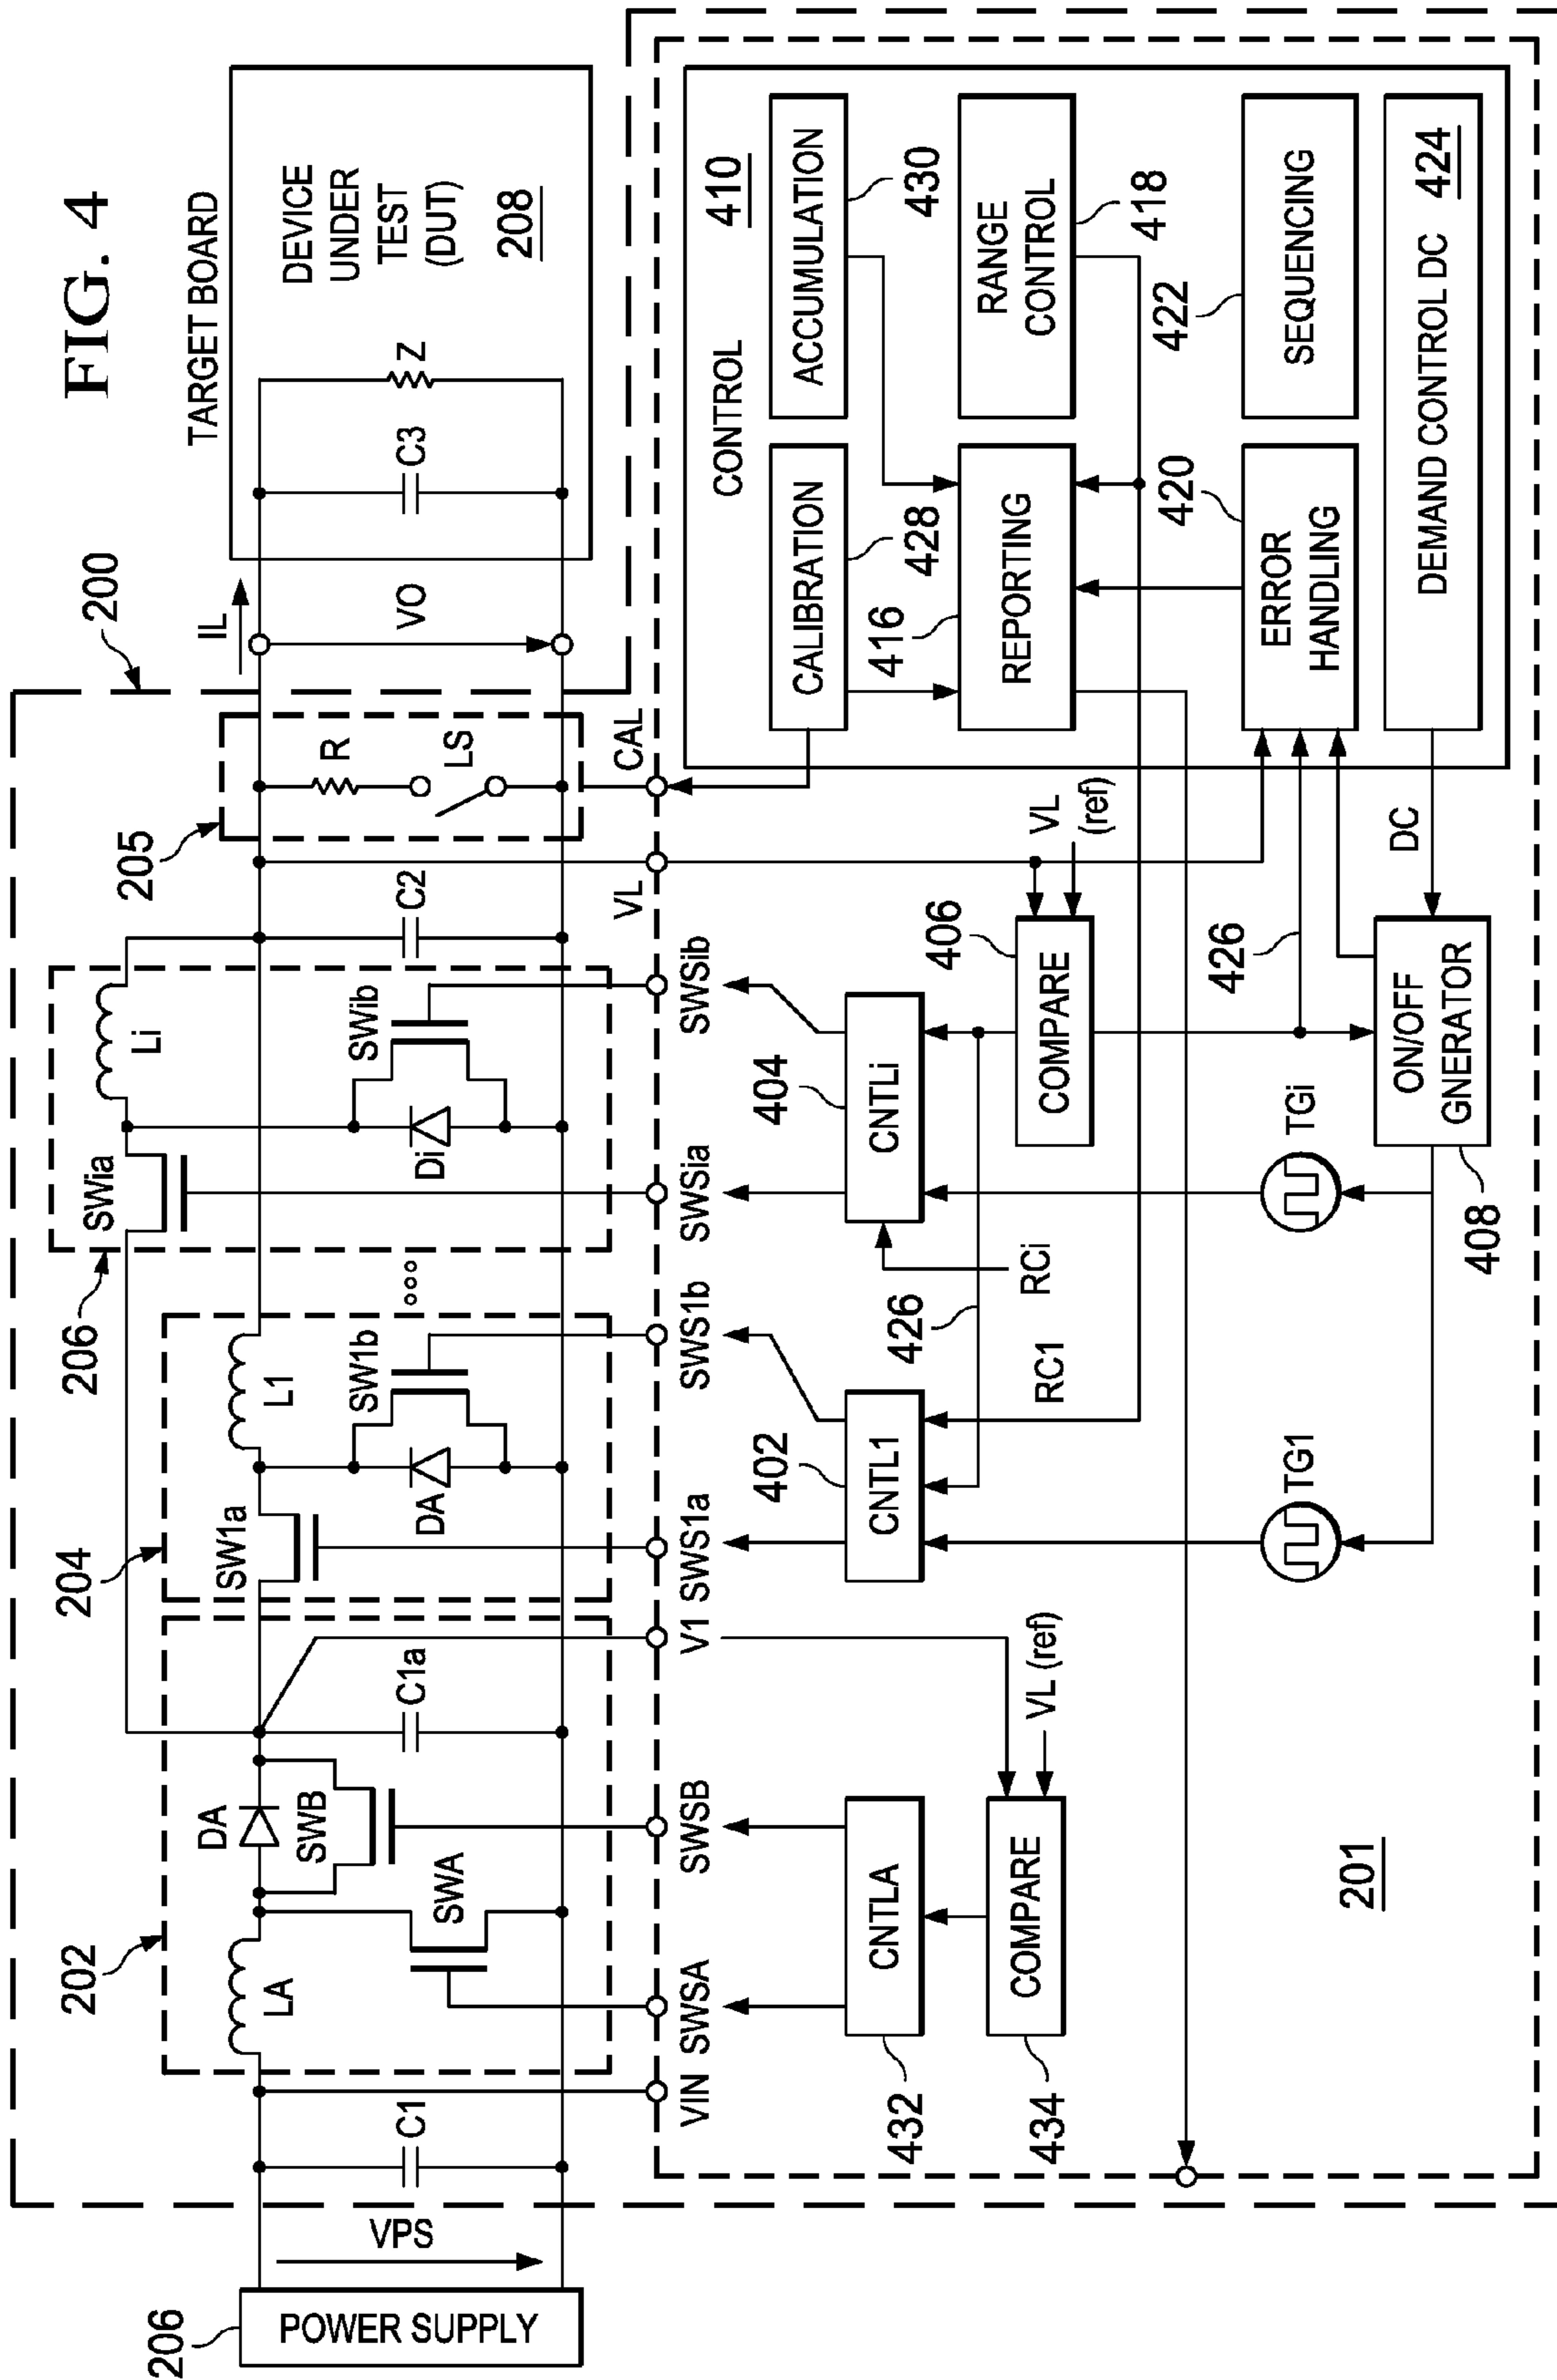 FIG. 4
TARGET BOARD
DEVICE
UNDER
TEST
(DUT)
208
Z
C3
200
IL
VO
205
R
LS
C2
Li
SWia
SWib
Di
206
204
L1
SW1a
SW1b
DA
202
LA
DA
SWB
SWA
C1a
C1
VPS
206
POWER SUPPLY
VIN
SWSA
SWSB
V1
SWS1a
SWS1b
SWSia
SWSib
VL
CAL
CONTROL
410
CALIBRATION
428
ACCUMULATION
430
416
REPORTING
RANGE
CONTROL
418
420
ERROR
HANDLING
422
SEQUENCING
DEMAND CONTROL DC
424
VL
(ref)
406
COMPARE
404
CNTLi
RCi
426
426
DC
402
CNTL1
RC1
TG1
TGi
ON/OFF
GNERATOR
408
432
CNTLA
434
COMPARE
VL (ref)
201